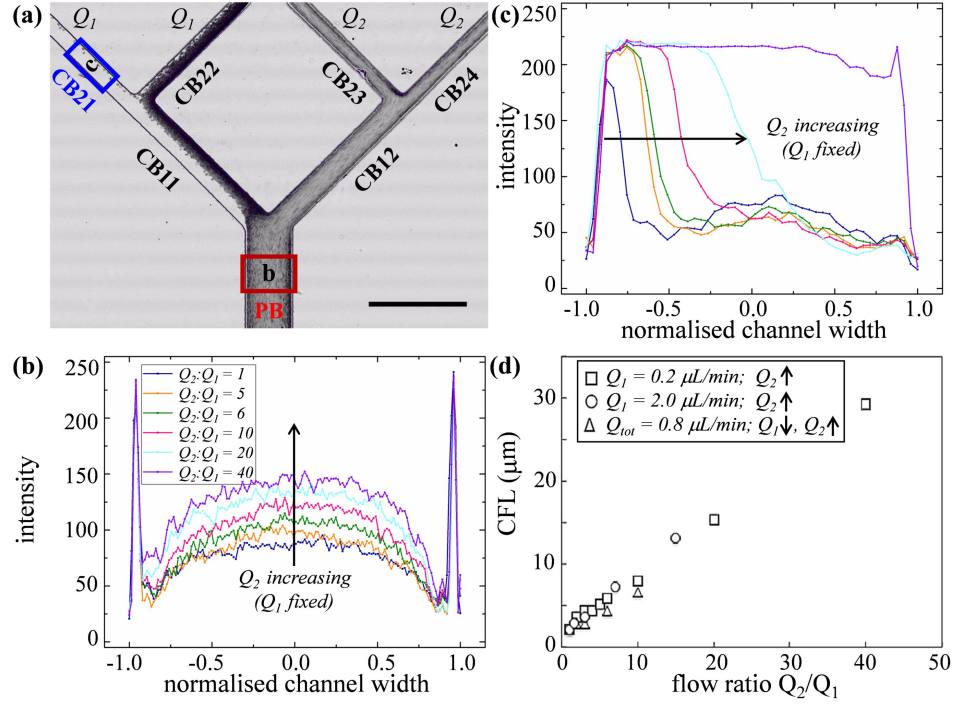 (a)
Q1 Q1 Q2 Q2
c
CB21
CB22
CB23
CB24
CB11
CB12
b
PB
(b)
intensity
250
200
150
100
50
0
Q2:Q1 = 1
Q2:Q1 = 5
Q2:Q1 = 6
Q2:Q1 = 10
Q2:Q1 = 20
Q2:Q1 = 40
Q2 increasing
(Q1 fixed)
-1.0 -0.5 0.0 0.5 1.0
normalised channel width
(c)
intensity
250
200
150
100
50
0
Q2 increasing
(Q1 fixed)
-1.0 -0.5 0.0 0.5 1.0
normalised channel width
(d)
CFL (μm)
30
20
10
0
□ Q1 = 0.2 μL/min; Q2 ↑
○ Q1 = 2.0 μL/min; Q2 ↑
△ Qtot = 0.8 μL/min; Q1 ↓, Q2 ↑
0 10 20 30 40 50
flow ratio Q2/Q1